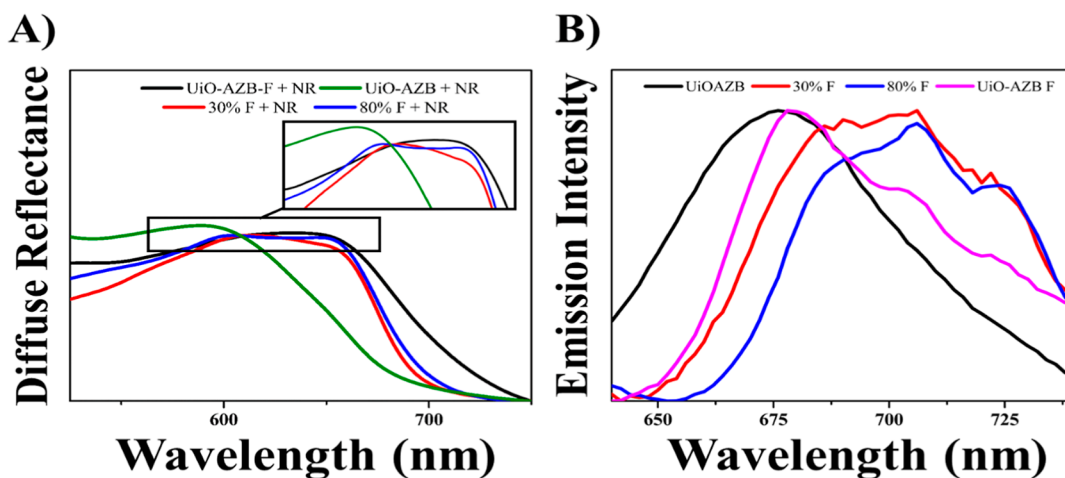 A)
UiO-AZB-F + NR UiO-AZB + NR
30% F + NR 80% F + NR
Diffuse Reflectance
600 700
Wavelength (nm)
B)
UiOAZB 30% F 80% F UiO-AZB F
Emission Intensity
650 675 700 725
Wavelength (nm)